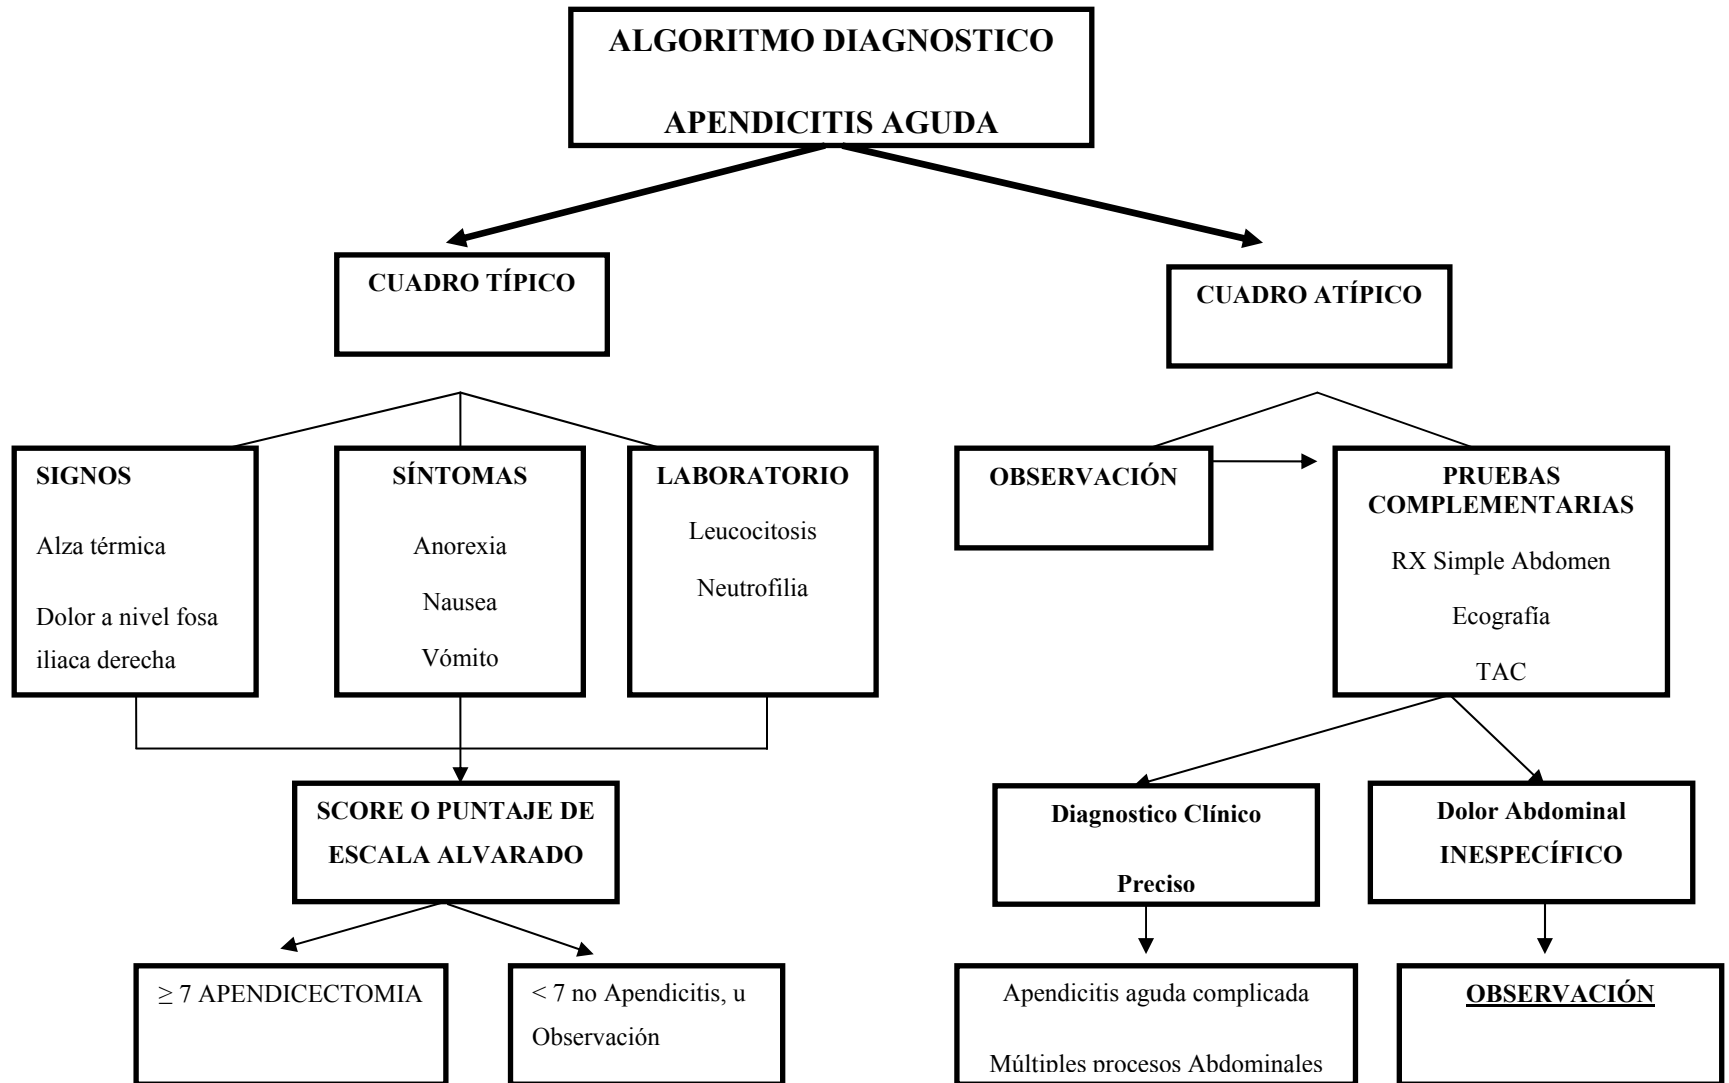 ALGORITMO DIAGNOSTICO
APENDICITIS AGUDA
CUADRO TÍPICO
CUADRO ATÍPICO
SIGNOS
Alza térmica
Dolor a nivel fosa
iliaca derecha
SÍNTOMAS
Anorexia
Nausea
Vómito
LABORATORIO
Leucocitosis
Neutrofilia
OBSERVACIÓN
PRUEBAS
COMPLEMENTARIAS
RX Simple Abdomen
Ecografía
TAC
SCORE O PUNTAJE DE
ESCALA ALVARADO
Diagnostico Clínico
Preciso
Dolor Abdominal
INESPECÍFICO
≥ 7 APENDICECTOMIA
< 7 no Apendicitis, u
Observación
Apendicitis aguda complicada
Múltiples procesos Abdominales
OBSERVACIÓN